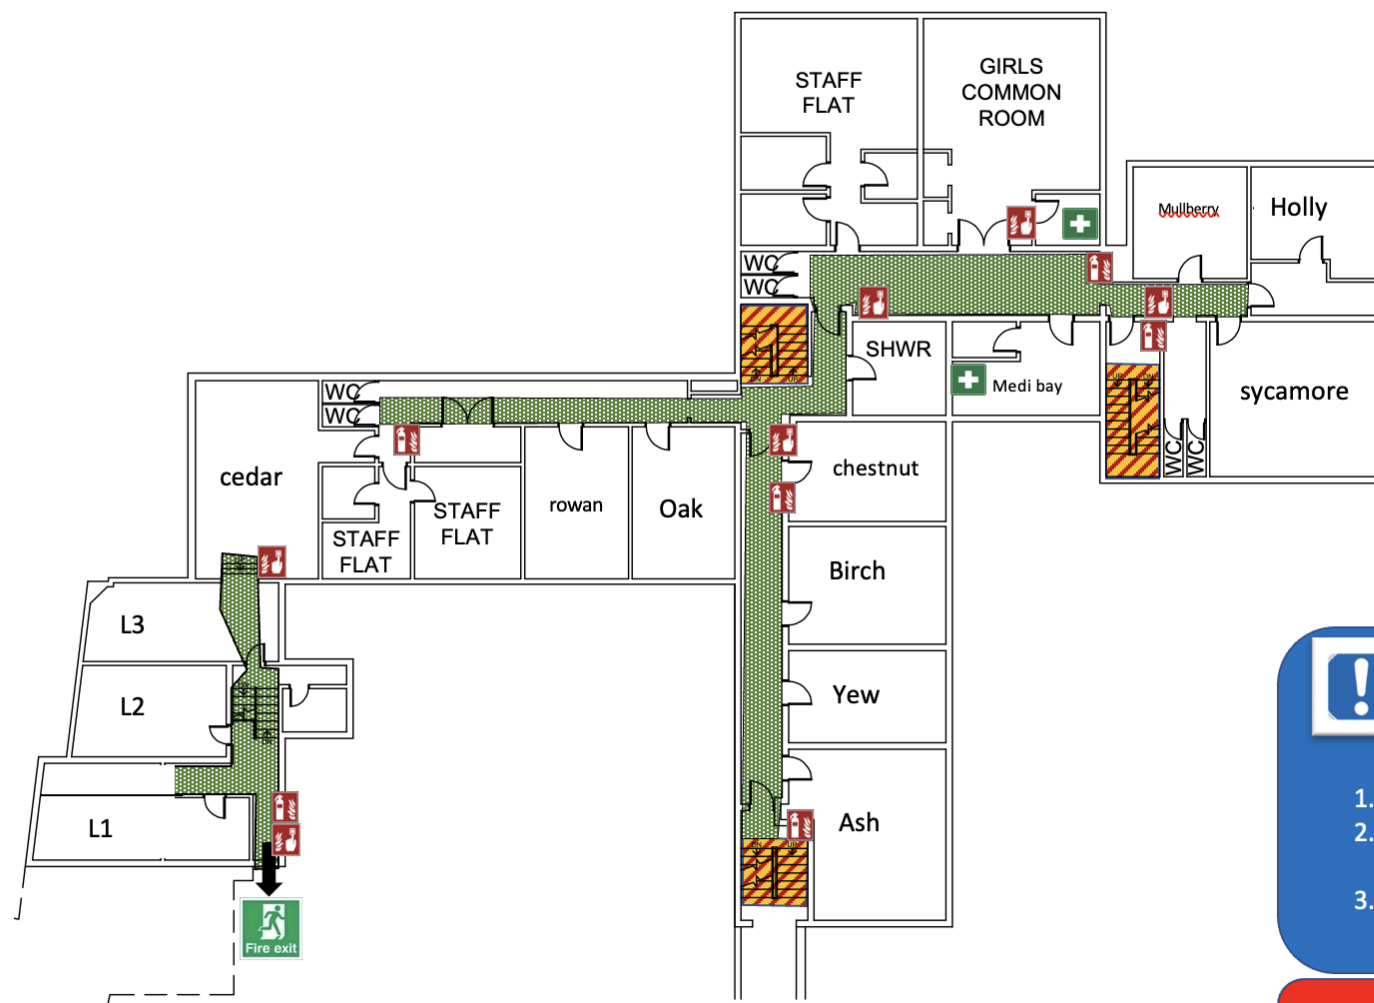 STAFF
FLAT
GIRLS
COMMON
ROOM
Mullberry
Holly
WC
WC
SHWR
Medi bay
sycamore
WC
WC
WC
WC
cedar
chestnut
rowan
Oak
STAFF
FLAT
STAFF
FLAT
Birch
L3
L2
Yew
L1
Ash
1.
2.
3.
Fire exit